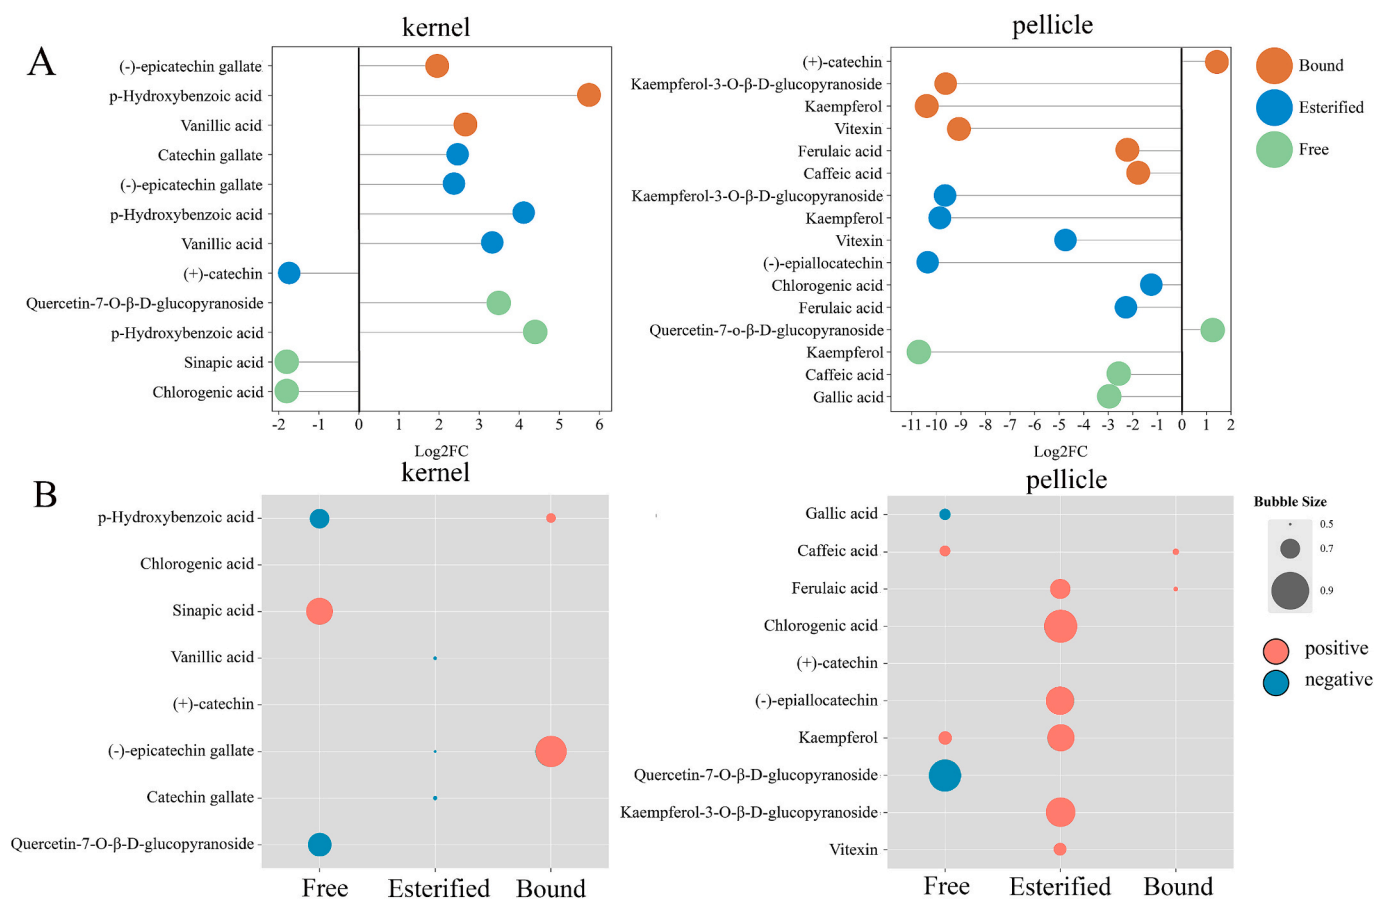 A
kernel
(-)-epicatechin gallate
p-Hydroxybenzoic acid
Vanillic acid
Catechin gallate
(-)-epicatechin gallate
p-Hydroxybenzoic acid
Vanillic acid
(+)-catechin
Quercetin-7-O-β-D-glucopyranoside
p-Hydroxybenzoic acid
Sinapic acid
Chlorogenic acid
-2 -1 0 1 2 3 4 5 6
Log2FC
pellicle
(+)-catechin
Kaempferol-3-O-β-D-glucopyranoside
Kaempferol
Vitexin
Ferulaic acid
Caffeic acid
Kaempferol-3-O-β-D-glucopyranoside
Kaempferol
Vitexin
(-)-epiallocatechin
Chlorogenic acid
Ferulaic acid
Quercetin-7-o-β-D-glucopyranoside
Kaempferol
Caffeic acid
Gallic acid
-11 -10 -9 -8 -7 -6 -5 -4 -3 -2 -1 0 1 2
Log2FC
Bound
Esterified
Free
B
kernel
p-Hydroxybenzoic acid
Chlorogenic acid
Sinapic acid
Vanillic acid
(+)-catechin
(-)-epicatechin gallate
Catechin gallate
Quercetin-7-O-β-D-glucopyranoside
Free Esterified Bound
pellicle
Gallic acid
Caffeic acid
Ferulaic acid
Chlorogenic acid
(+)-catechin
(-)-epiallocatechin
Kaempferol
Quercetin-7-O-β-D-glucopyranoside
Kaempferol-3-O-β-D-glucopyranoside
Vitexin
Free Esterified Bound
Bubble Size
0.5
0.7
0.9
positive
negative